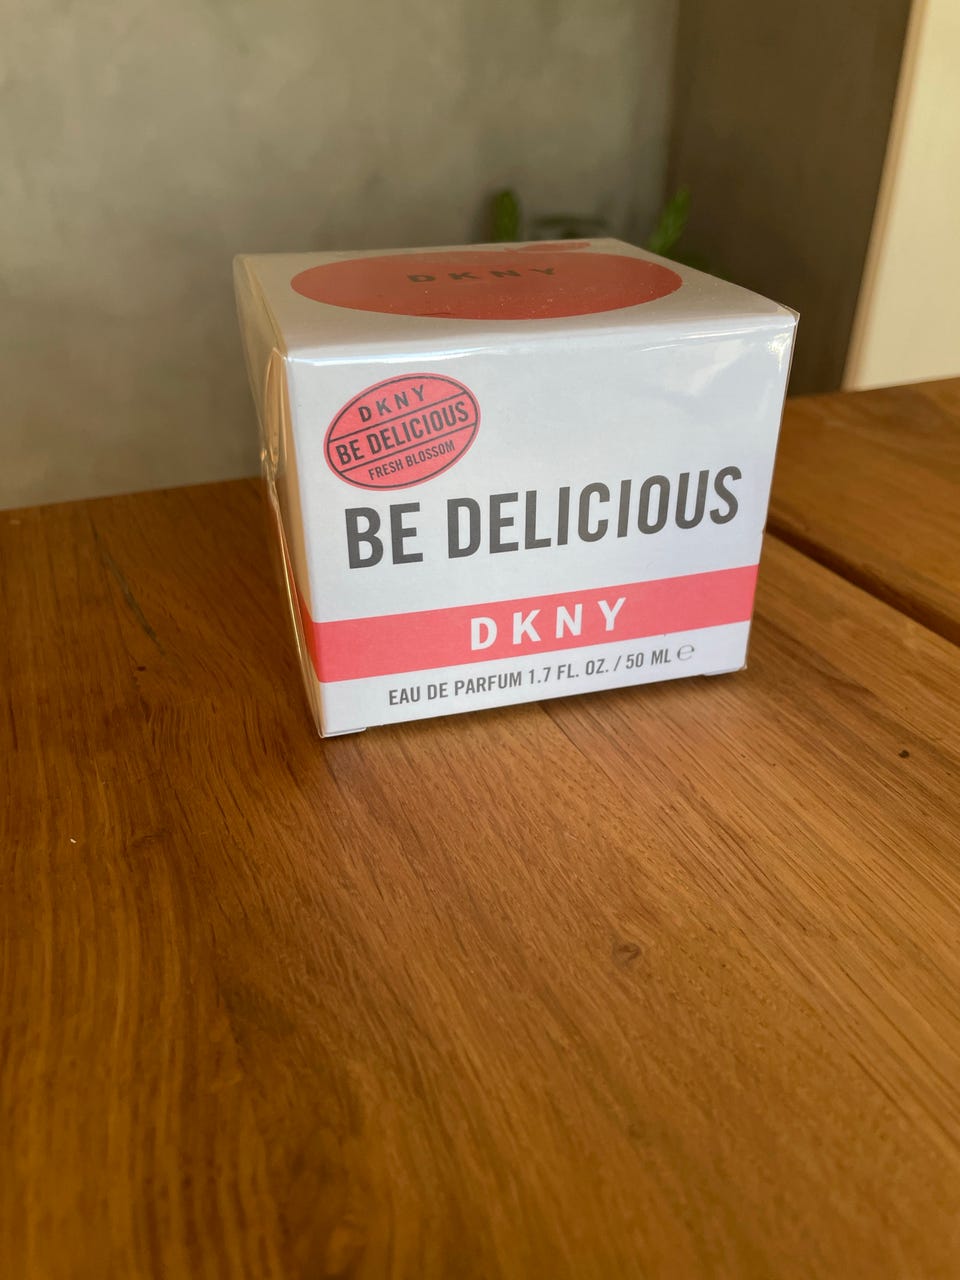 DKNY
DKNY
BE DELICIOUS
FRESH BLOSSOM
BE DELICIOUS
DKNY
EAU DE PARFUM 1.7 FL. OZ. / 50 ML ℮